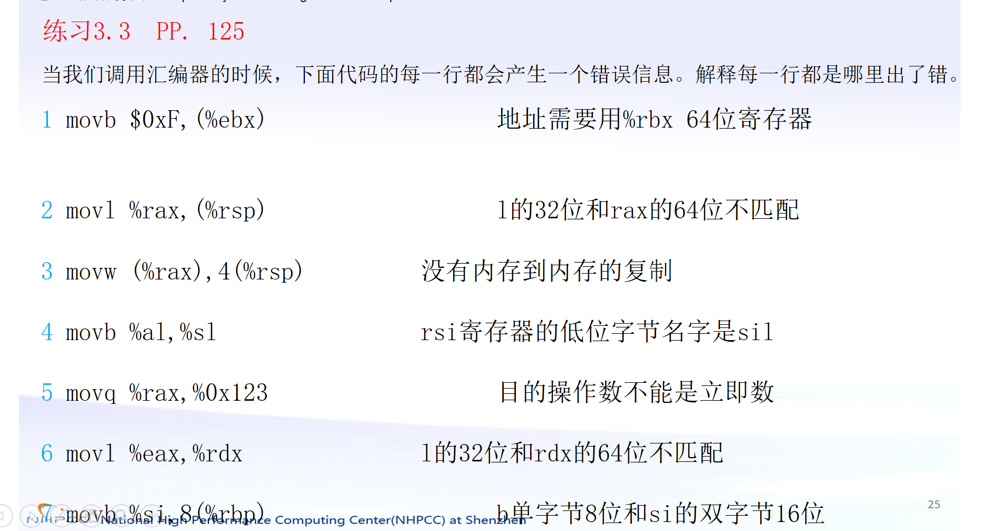 练习3.3 PP. 125
当我们调用汇编器的时候，下面代码的每一行都会产生一个错误信息。解释每一行都是哪里出了错。
1 movb $0xF,(%ebx) 地址需要用%rbx 64位寄存器
2 movl %rax,(%rsp) l的32位和rax的64位不匹配
3 movw (%rax),4(%rsp) 没有内存到内存的复制
4 movb %al,%sl rsi寄存器的低位字节名字是sil
5 movq %rax,%0x123 目的操作数不能是立即数
6 movl %eax,%rdx l的32位和rdx的64位不匹配
7 movb %si,8(%rbp) b单字节8位和si的双字节16位
25
National High Performance Computing Center(NHPCC) at Shenzhen